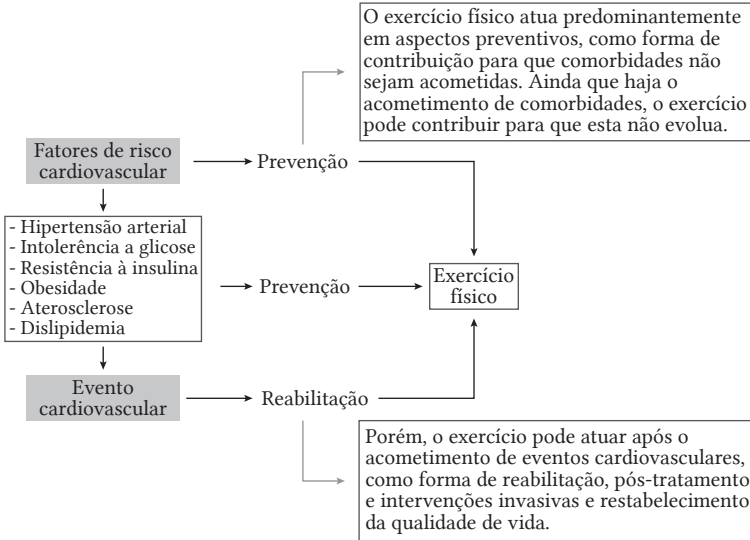 O exercício físico atua predominantemente
em aspectos preventivos, como forma de
contribuição para que comorbidades não
sejam acometidas. Ainda que haja o
acometimento de comorbidades, o exercício
pode contribuir para que esta não evolua.
Fatores de risco
cardiovascular
Prevenção
- Hipertensão arterial
- Intolerência a glicose
- Resistência à insulina
- Obesidade
- Aterosclerose
- Dislipidemia
Prevenção
Exercício
físico
Evento
cardiovascular
Reabilitação
Porém, o exercício pode atuar após o
acometimento de eventos cardiovasculares,
como forma de reabilitação, pós-tratamento
e intervenções invasivas e restabelecimento
da qualidade de vida.